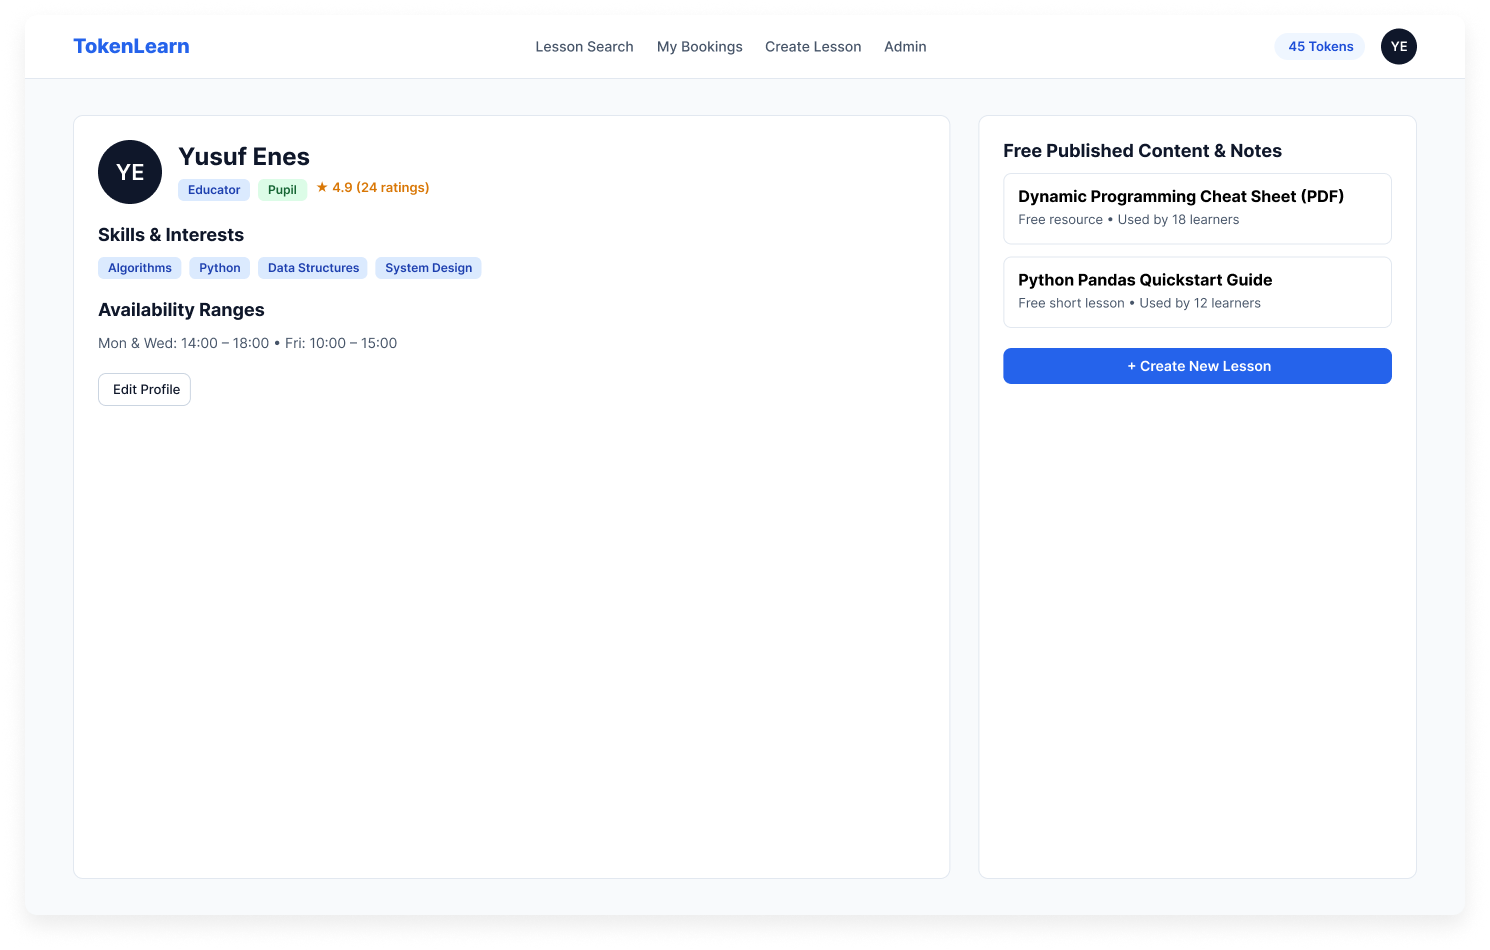 TokenLearn
Lesson Search
My Bookings
Create Lesson
Admin
45 Tokens
YE
YE
Yusuf Enes
Educator
Pupil
★ 4.9 (24 ratings)
Skills & Interests
Algorithms
Python
Data Structures
System Design
Availability Ranges
Mon & Wed: 14:00 – 18:00 • Fri: 10:00 – 15:00
Edit Profile
Free Published Content & Notes
Dynamic Programming Cheat Sheet (PDF)
Free resource • Used by 18 learners
Python Pandas Quickstart Guide
Free short lesson • Used by 12 learners
+ Create New Lesson